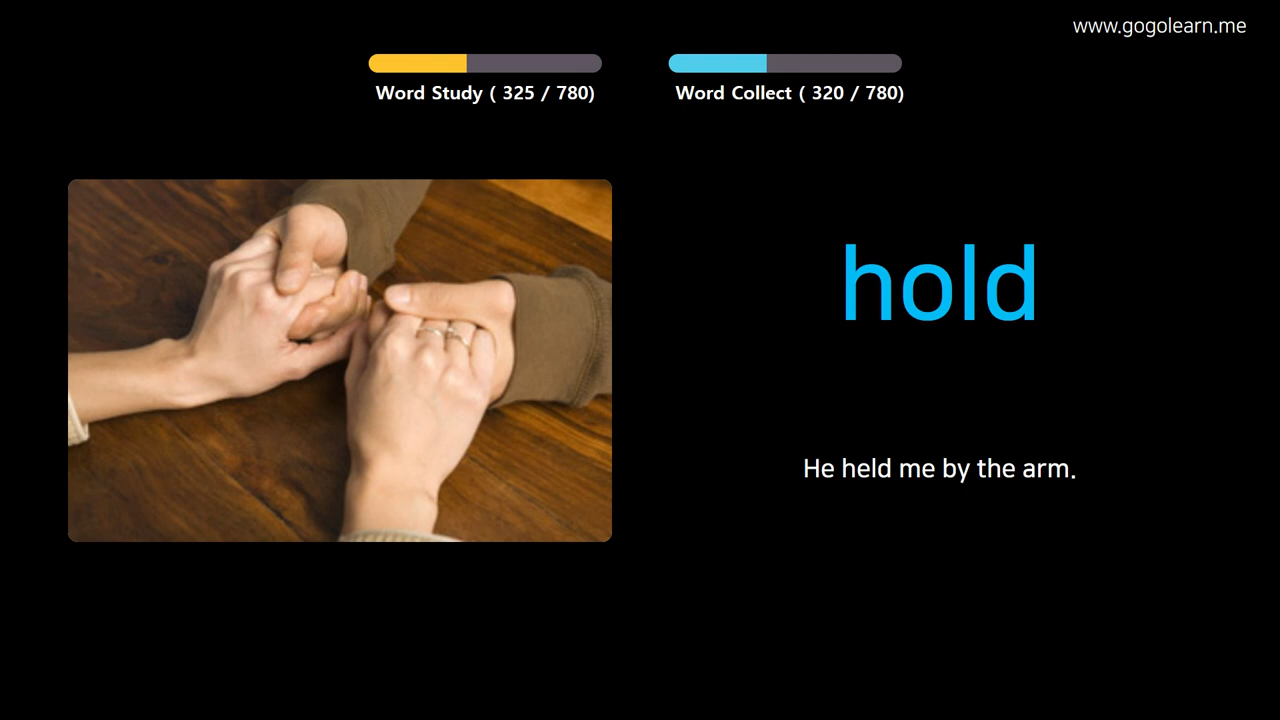 www.gogolearn.me
Word Study ( 325 / 780)
Word Collect ( 320 / 780)
hold
He held me by the arm.